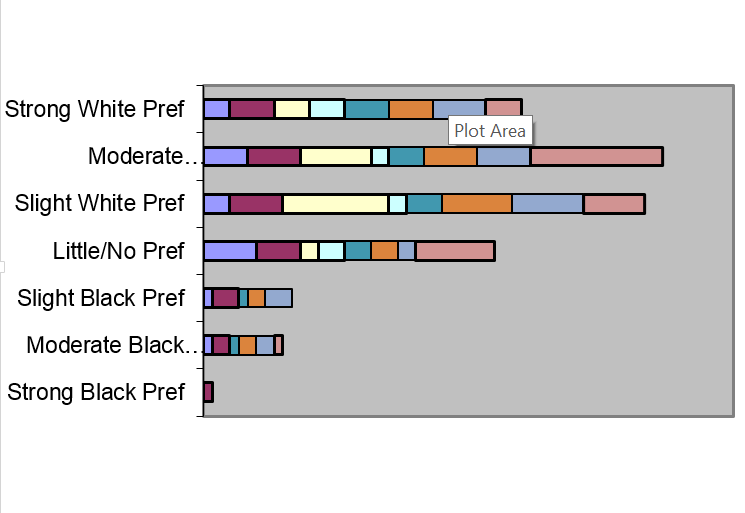 Strong White Pref
Plot Area
Moderate…
Slight White Pref
Little/No Pref
Slight Black Pref
Moderate Black…
Strong Black Pref